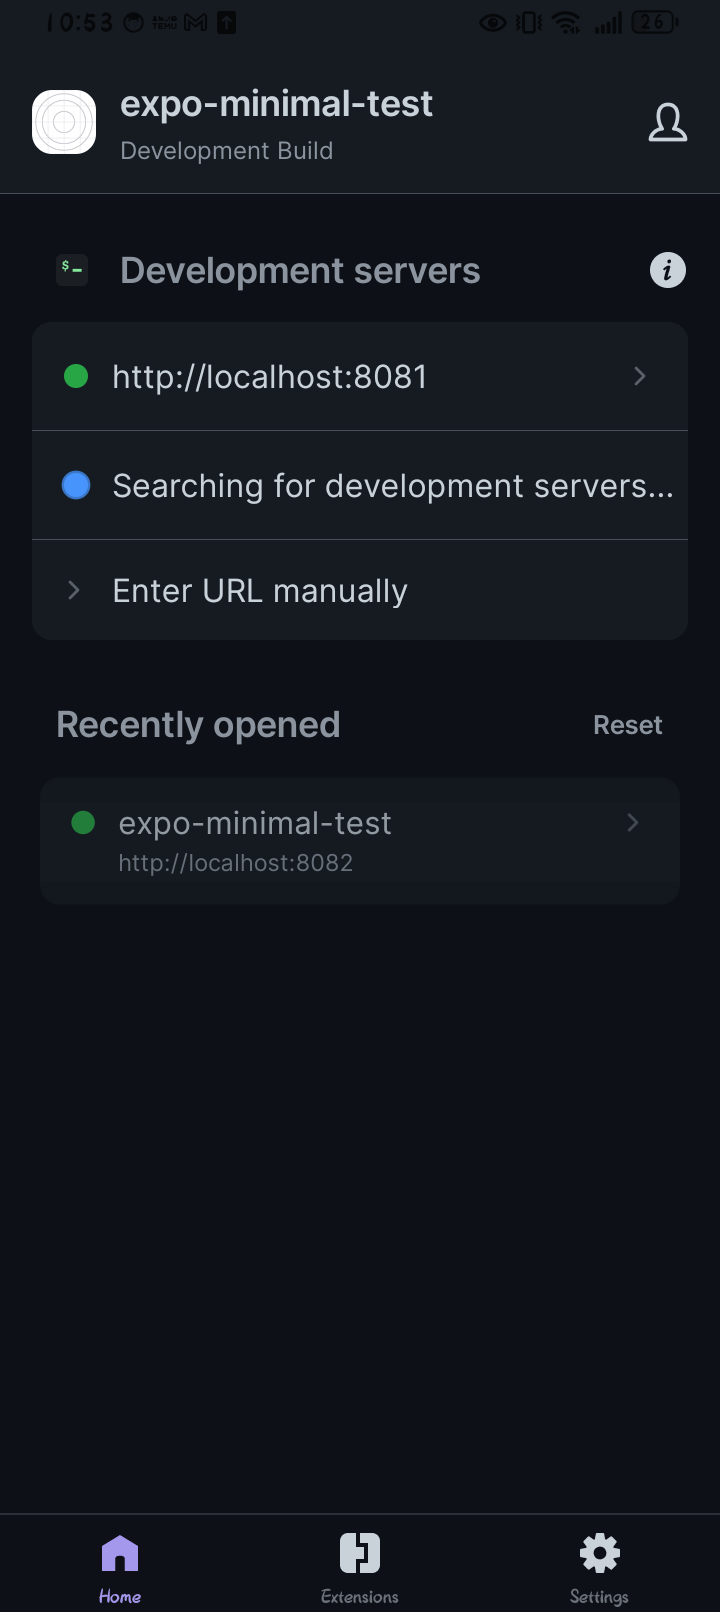 10:53
TEMU
26
expo-minimal-test
Development Build
$
Development servers
i
http://localhost:8081
Searching for development servers...
Enter URL manually
Recently opened
Reset
expo-minimal-test
http://localhost:8082
Home
Extensions
Settings